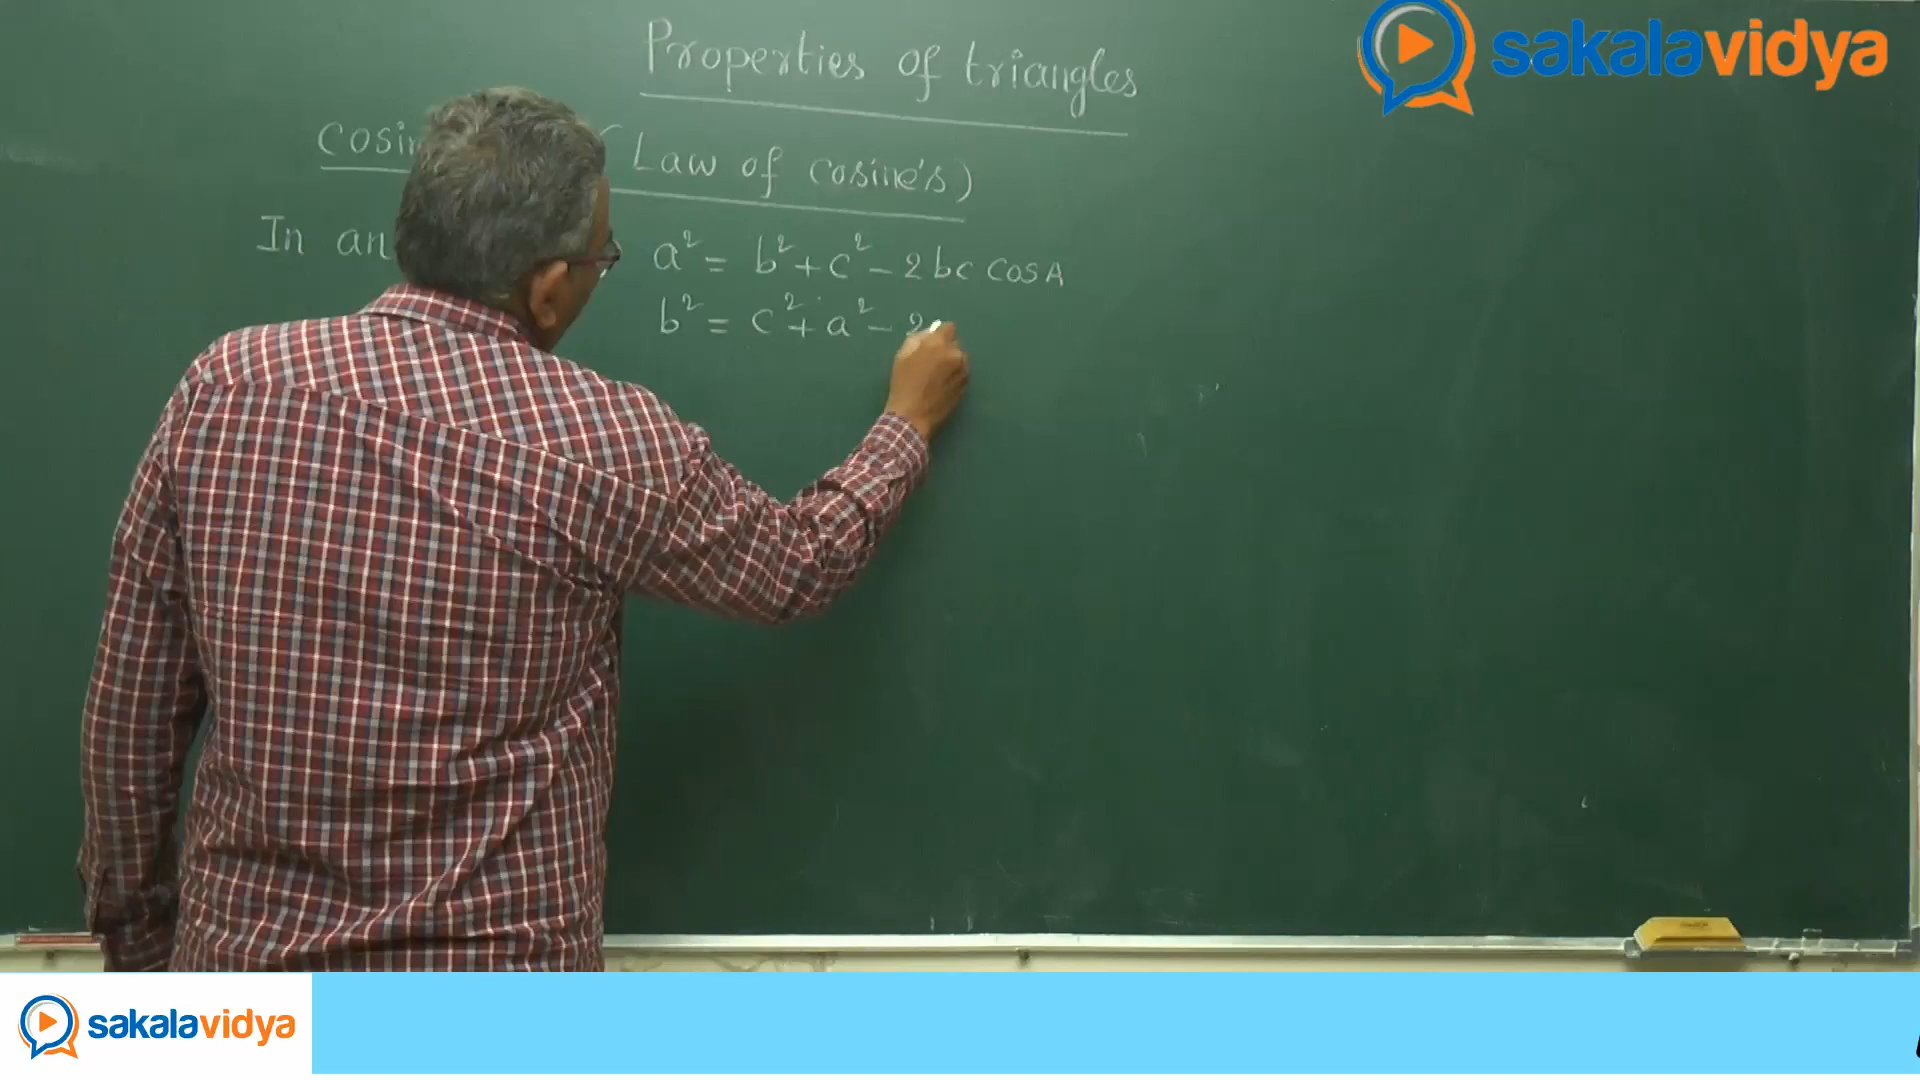 Properties of triangles
sakalavidya
(Law of cosine's)
In an
a² = b² + c² - 2bc cos A
b² = c² + a² - 2
sakalavidya